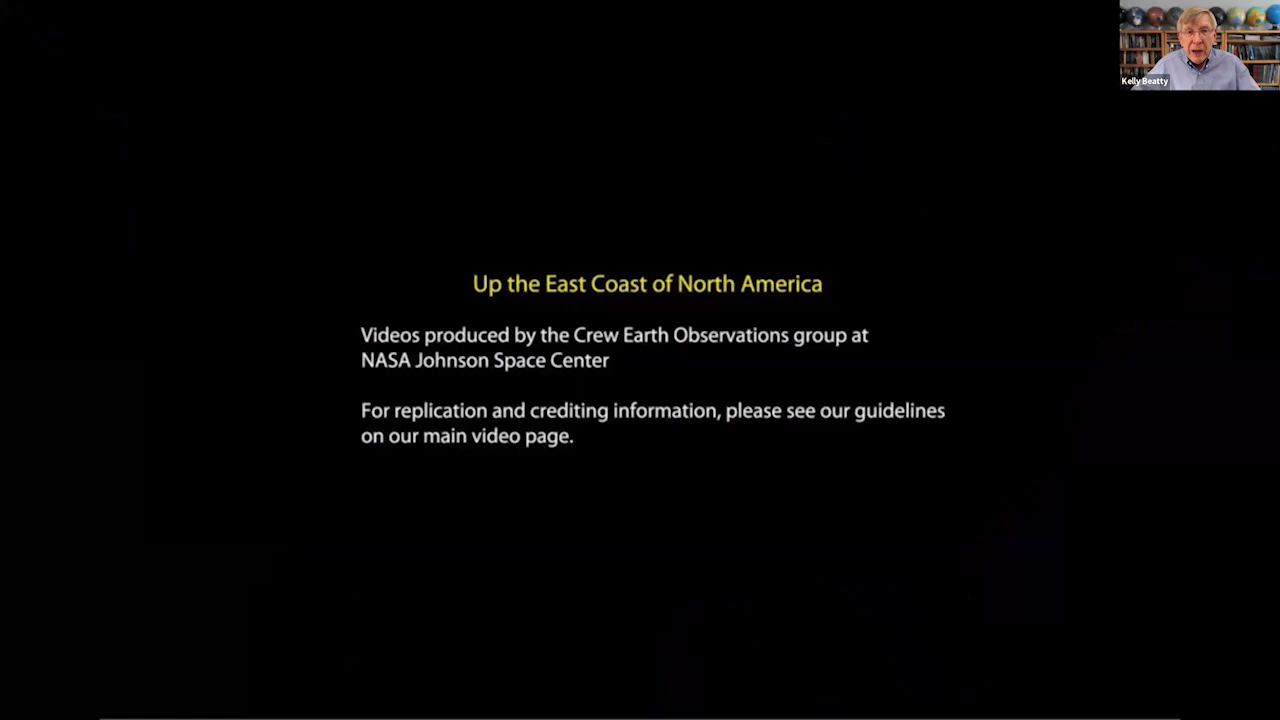 Kelly Beatty
Up the East Coast of North America
Videos produced by the Crew Earth Observations group at
NASA Johnson Space Center
For replication and crediting information, please see our guidelines
on our main video page.